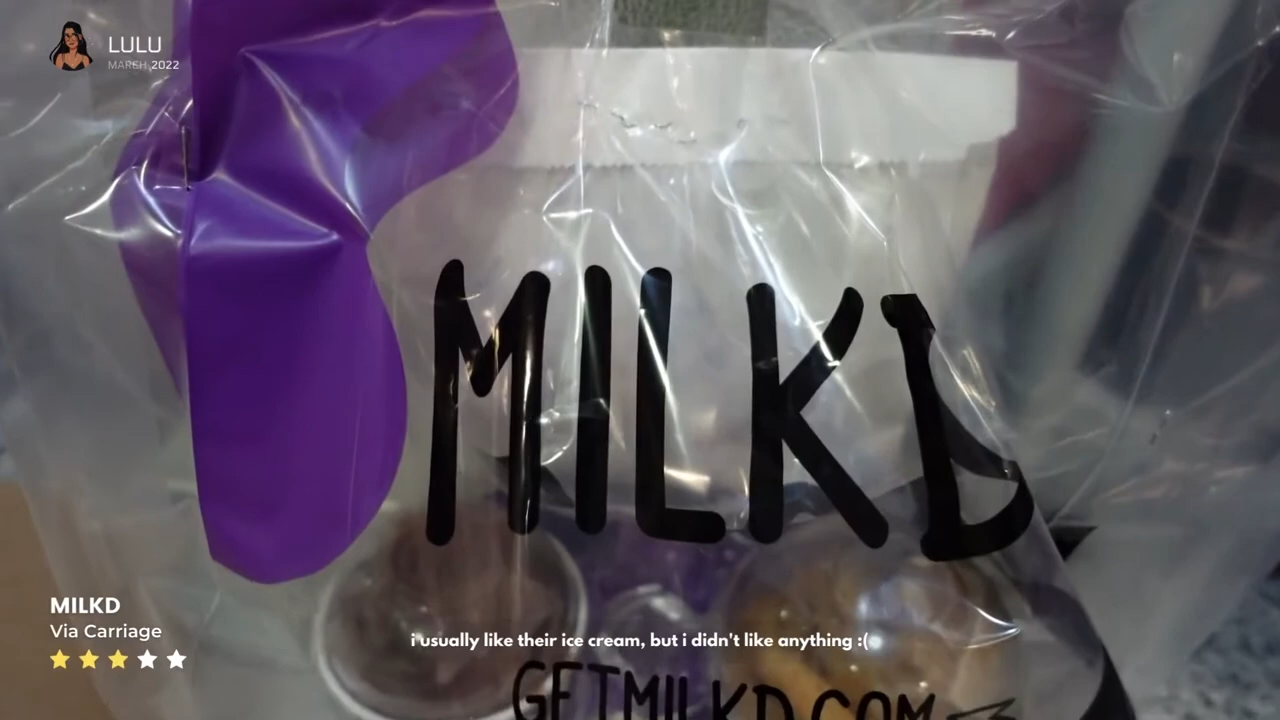 LULU
MARCH 2022
MILKD
MILKD
Via Carriage
i usually like their ice cream, but i didn't like anything :(
GETMILKD.COM